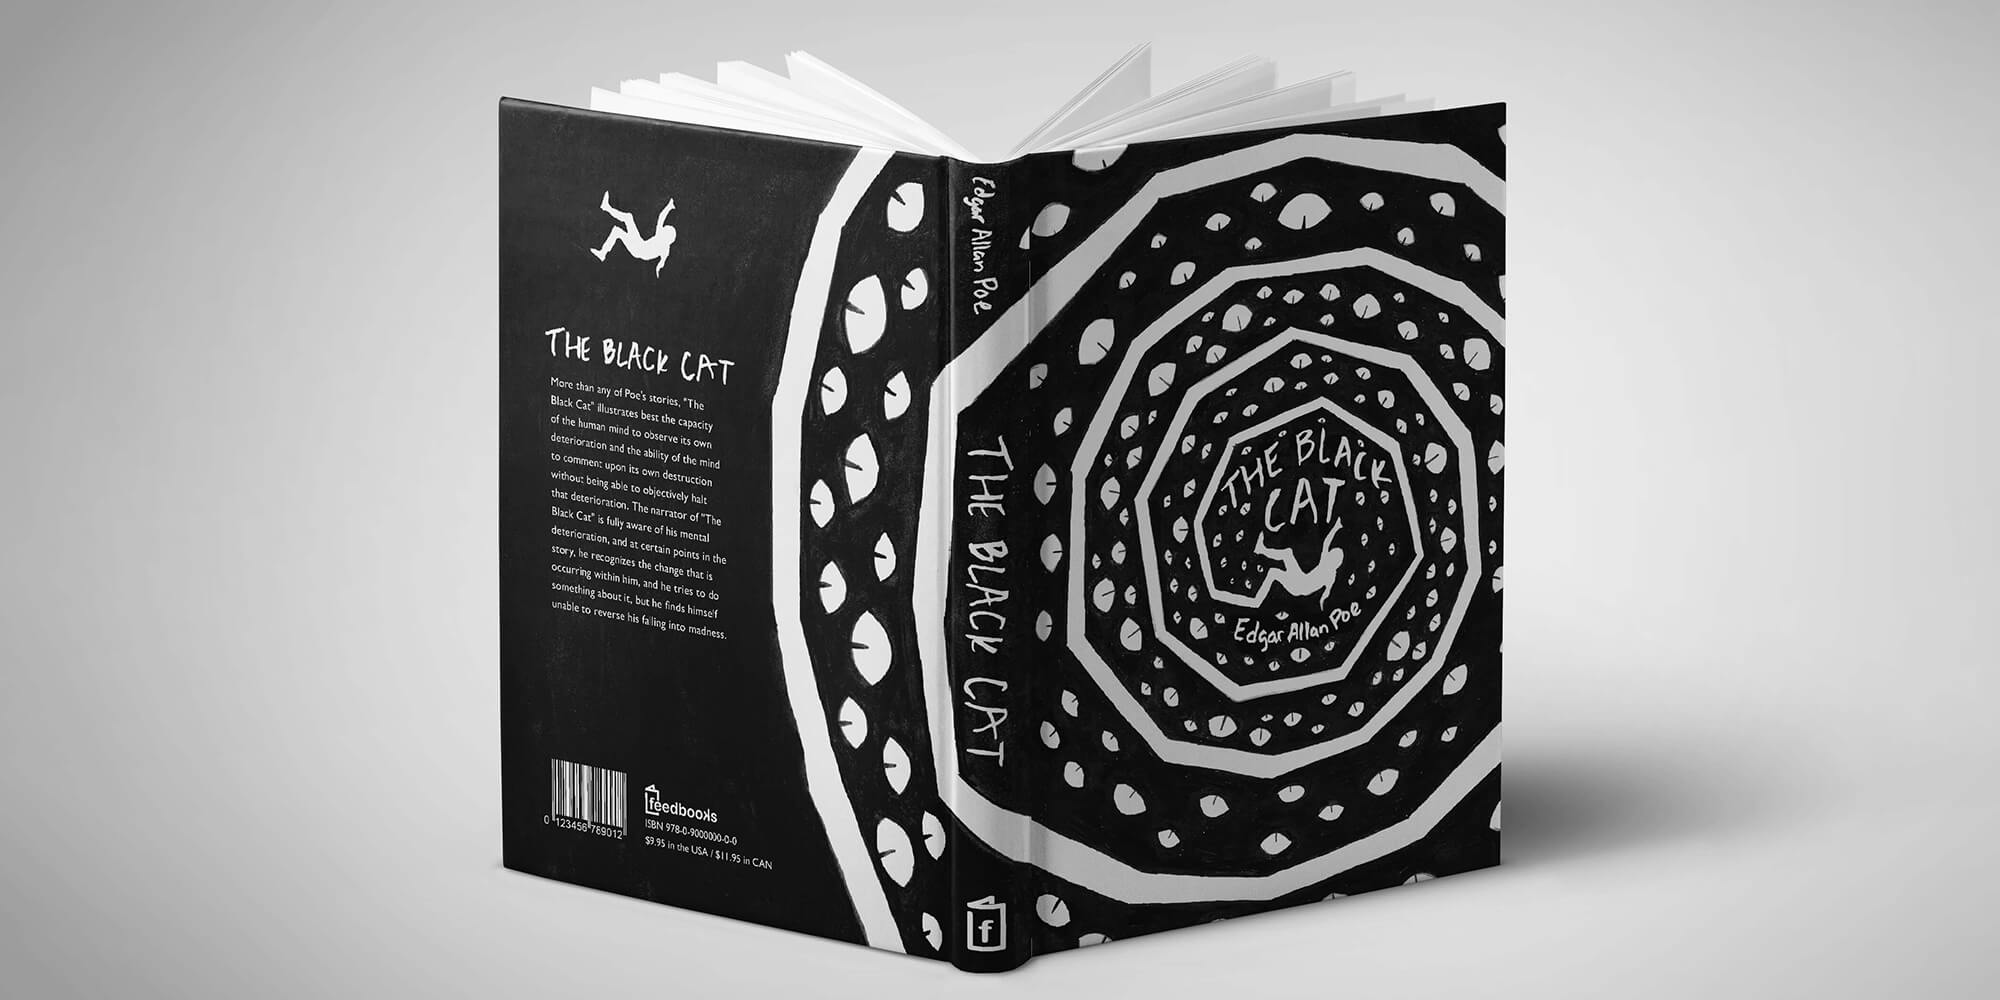 THE BLACK CAT
More than any of Poe's stories, "The
Black Cat" illustrates best the capacity
of the human mind to observe its own
deterioration and the ability of the mind
to comment upon its own destruction
without being able to objectively halt
that deterioration. The narrator of "The
Black Cat" is fully aware of his mental
deterioration, and at certain points in the
story, he recognizes the change that is
occurring within him, and he tries to do
something about it, but he finds himself
unable to reverse his falling into madness.
0 123456 789012
feedbooks
ISBN 978-0-9000000-0-0
$9.95 in the USA / $11.95 in CAN
Edgar Allan Poe
THE BLACK CAT
f
THE BLACK
CAT
Edgar Allan Poe